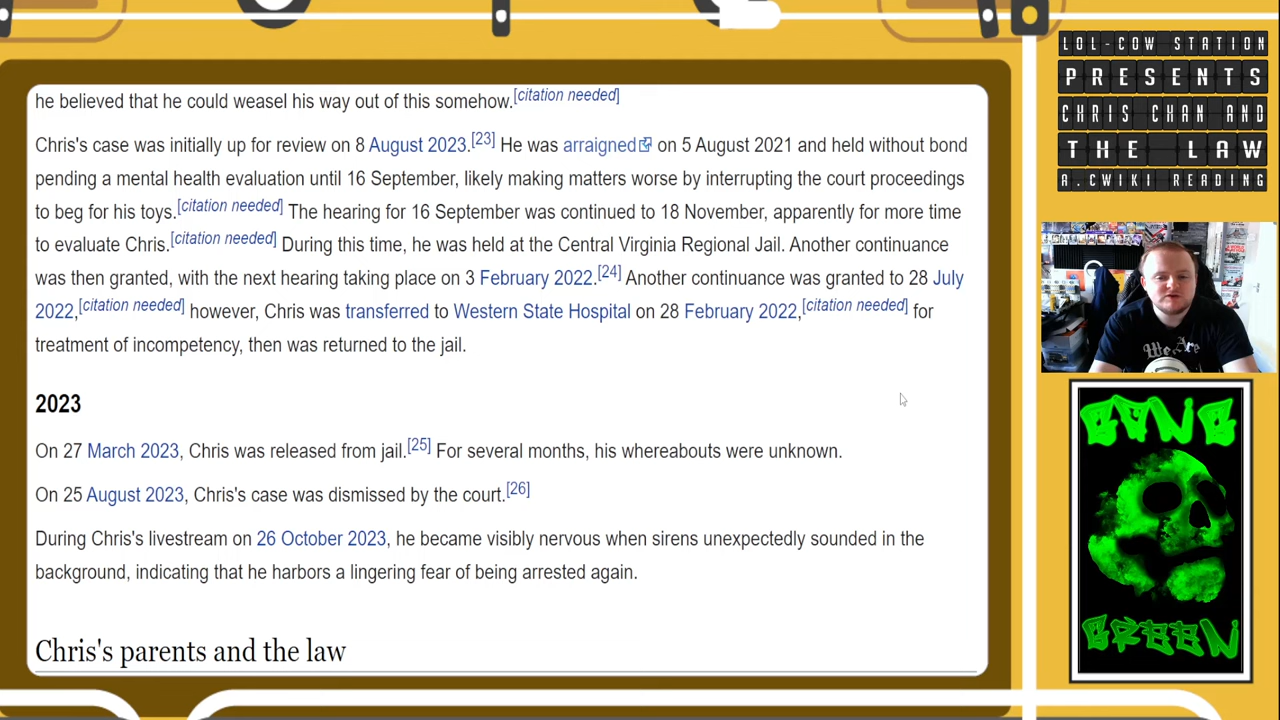 he believed that he could weasel his way out of this somehow.[citation needed]
Chris's case was initially up for review on 8 August 2023.[23] He was arraigned on 5 August 2021 and held without bond
pending a mental health evaluation until 16 September, likely making matters worse by interrupting the court proceedings
to beg for his toys.[citation needed] The hearing for 16 September was continued to 18 November, apparently for more time
to evaluate Chris.[citation needed] During this time, he was held at the Central Virginia Regional Jail. Another continuance
was then granted, with the next hearing taking place on 3 February 2022.[24] Another continuance was granted to 28 July
2022,[citation needed] however, Chris was transferred to Western State Hospital on 28 February 2022,[citation needed] for
treatment of incompetency, then was returned to the jail.
2023
On 27 March 2023, Chris was released from jail.[25] For several months, his whereabouts were unknown.
On 25 August 2023, Chris's case was dismissed by the court.[26]
During Chris's livestream on 26 October 2023, he became visibly nervous when sirens unexpectedly sounded in the
background, indicating that he harbors a lingering fear of being arrested again.
Chris's parents and the law
LOL-COW STATION
PRESENTS
CHRIS CHAN AND
THE LAW
A.CWIKI READING
We Are
GONE
GREEN